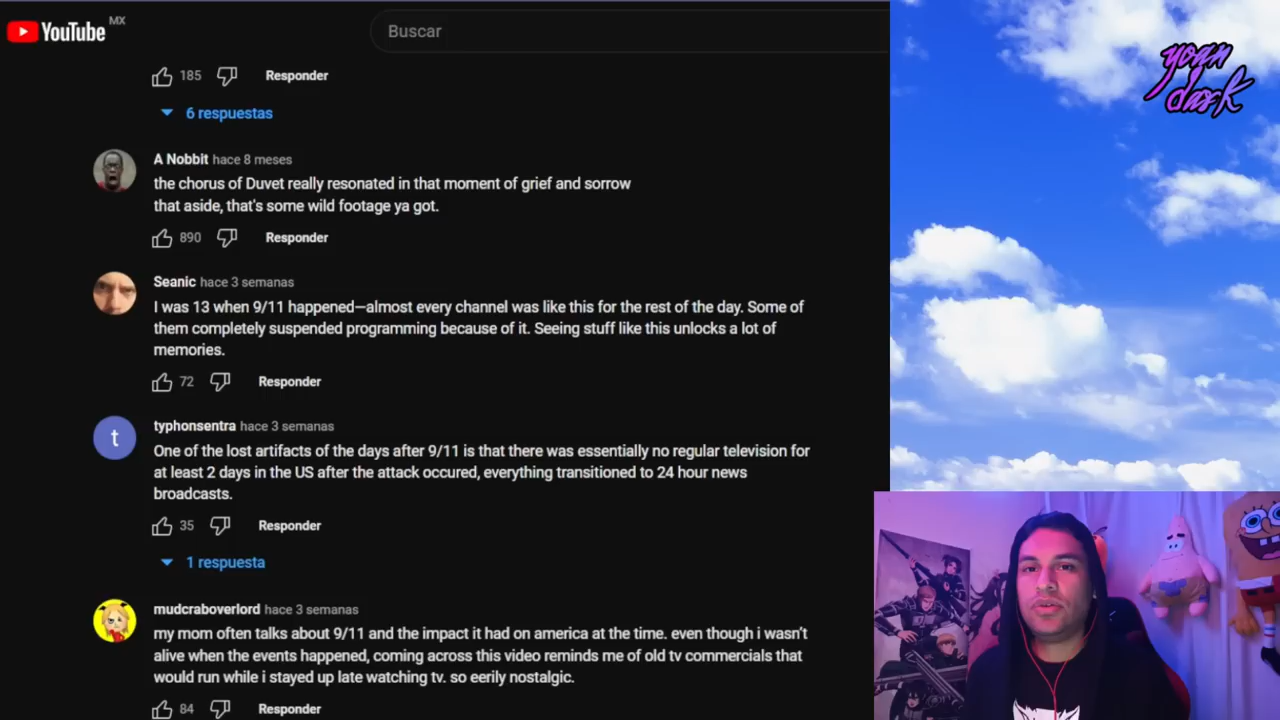 YouTube MX
Buscar
yoan
dark
185 Responder
6 respuestas
A Nobbit hace 8 meses
the chorus of Duvet really resonated in that moment of grief and sorrow
that aside, that's some wild footage ya got.
890 Responder
Seanic hace 3 semanas
I was 13 when 9/11 happened—almost every channel was like this for the rest of the day. Some of
them completely suspended programming because of it. Seeing stuff like this unlocks a lot of
memories.
72 Responder
t
typhonsentra hace 3 semanas
One of the lost artifacts of the days after 9/11 is that there was essentially no regular television for
at least 2 days in the US after the attack occured, everything transitioned to 24 hour news
broadcasts.
35 Responder
1 respuesta
mudcraboverlord hace 3 semanas
my mom often talks about 9/11 and the impact it had on america at the time. even though i wasn't
alive when the events happened, coming across this video reminds me of old tv commercials that
would run while i stayed up late watching tv. so eerily nostalgic.
84 Responder